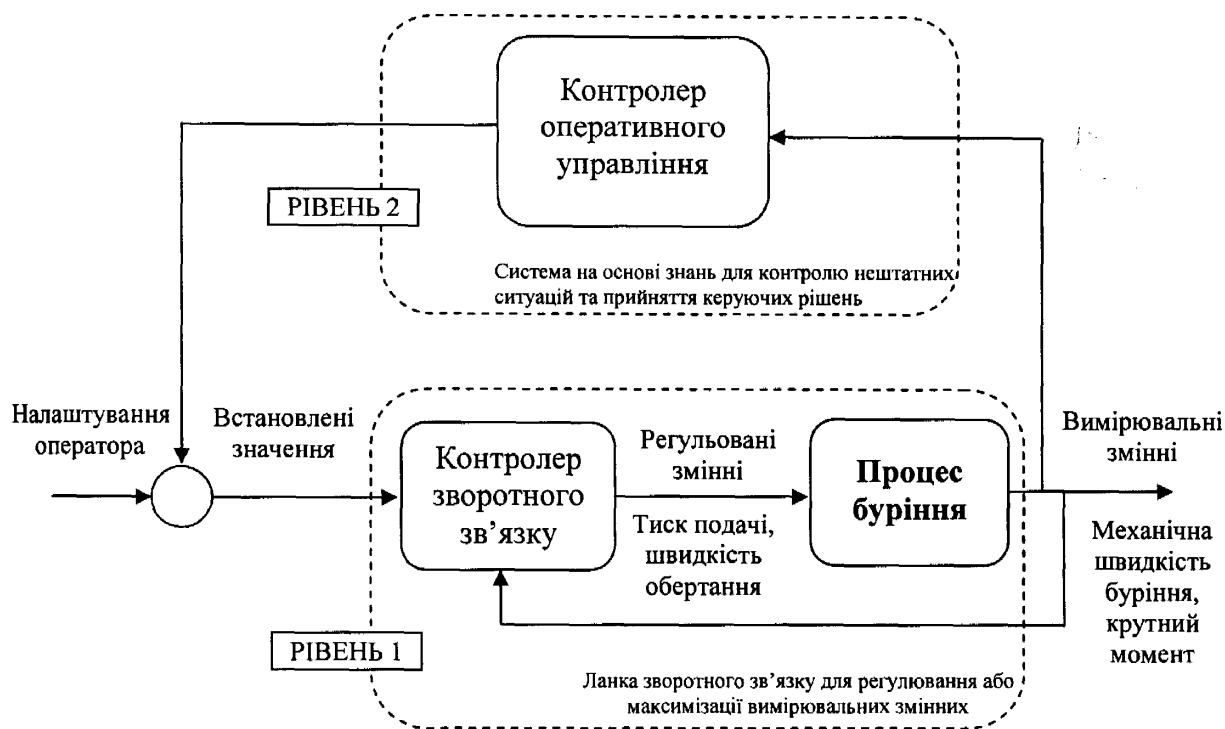 Контролер
оперативного
управління
РІВЕНЬ 2
Система на основі знань для контролю нештатних
ситуацій та прийняття керуючих рішень
Налаштування
оператора
Встановлені
значення
Контролер
зворотного
зв’язку
Регульовані
змінні
Тиск подачі,
швидкість
обертання
Процес
буріння
Вимірювальні
змінні
Механічна
швидкість
буріння,
крутний
момент
РІВЕНЬ 1
Ланка зворотного зв’язку для регулювання або
максимізації вимірювальних змінних